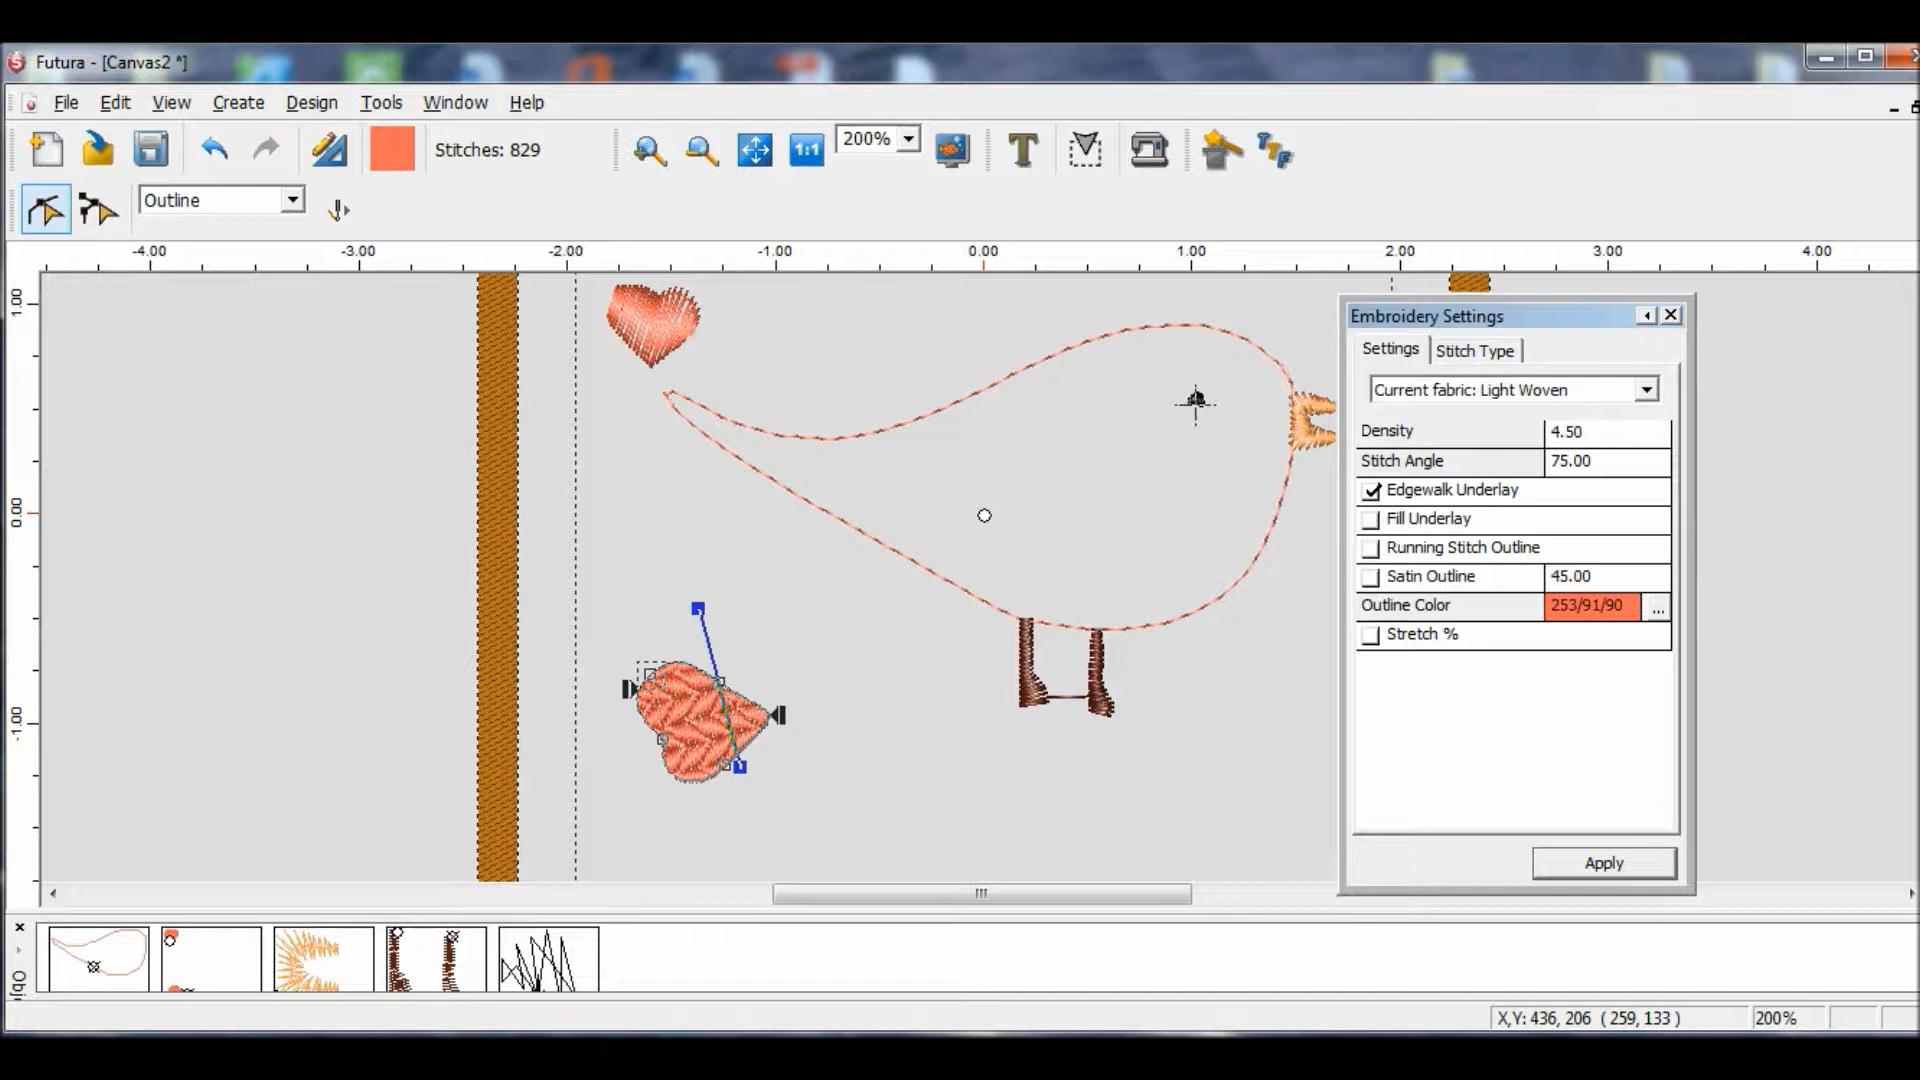 Futura - [Canvas2 *]
File Edit View Create Design Tools Window Help
Stitches: 829
1:1
200%
T
TTF
Outline
-4.00 -3.00 -2.00 -1.00 0.00 1.00 2.00 3.00 4.00
1.00
0.00
-1.00
Embroidery Settings
Settings Stitch Type
Current fabric: Light Woven
Density 4.50
Stitch Angle 75.00
Edgewalk Underlay
Fill Underlay
Running Stitch Outline
Satin Outline 45.00
Outline Color 253/91/90 ...
Stretch %
Apply
Obje
X,Y: 436, 206 ( 259, 133 ) 200%